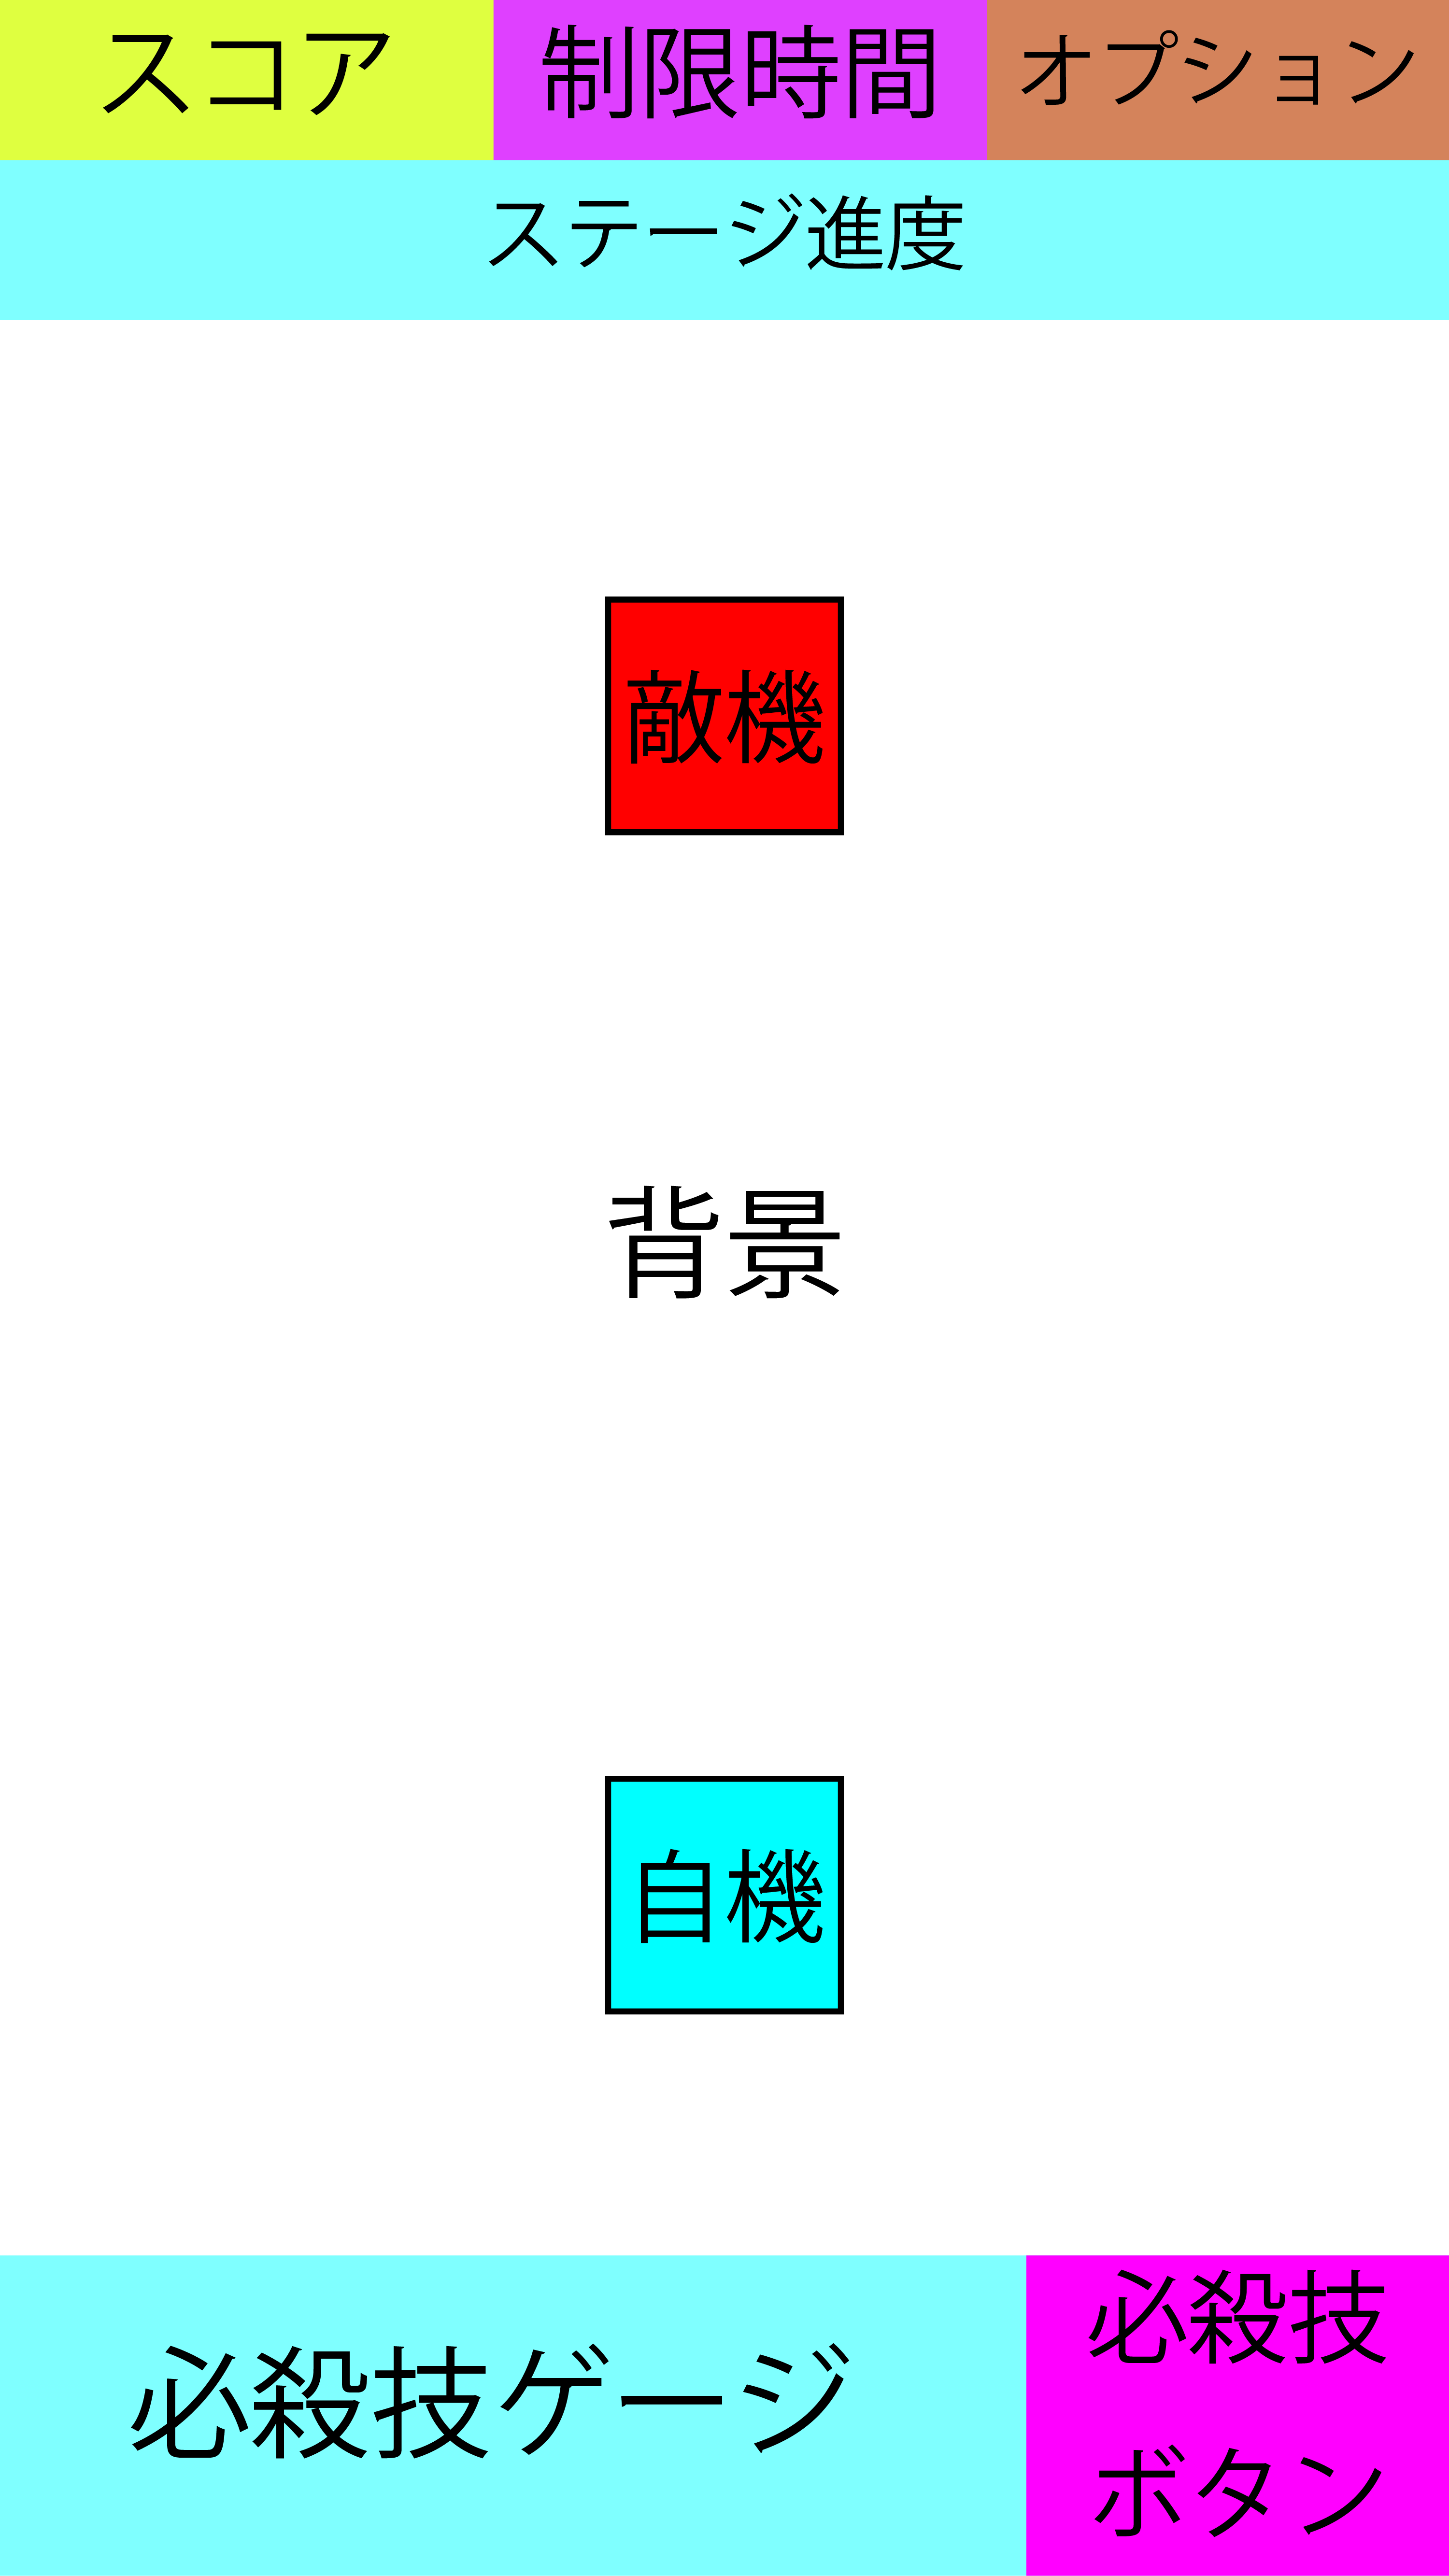 スコア
制限時間
オプション
ステージ進度
敵機
背景
自機
必殺技ゲージ
必殺技
ボタン